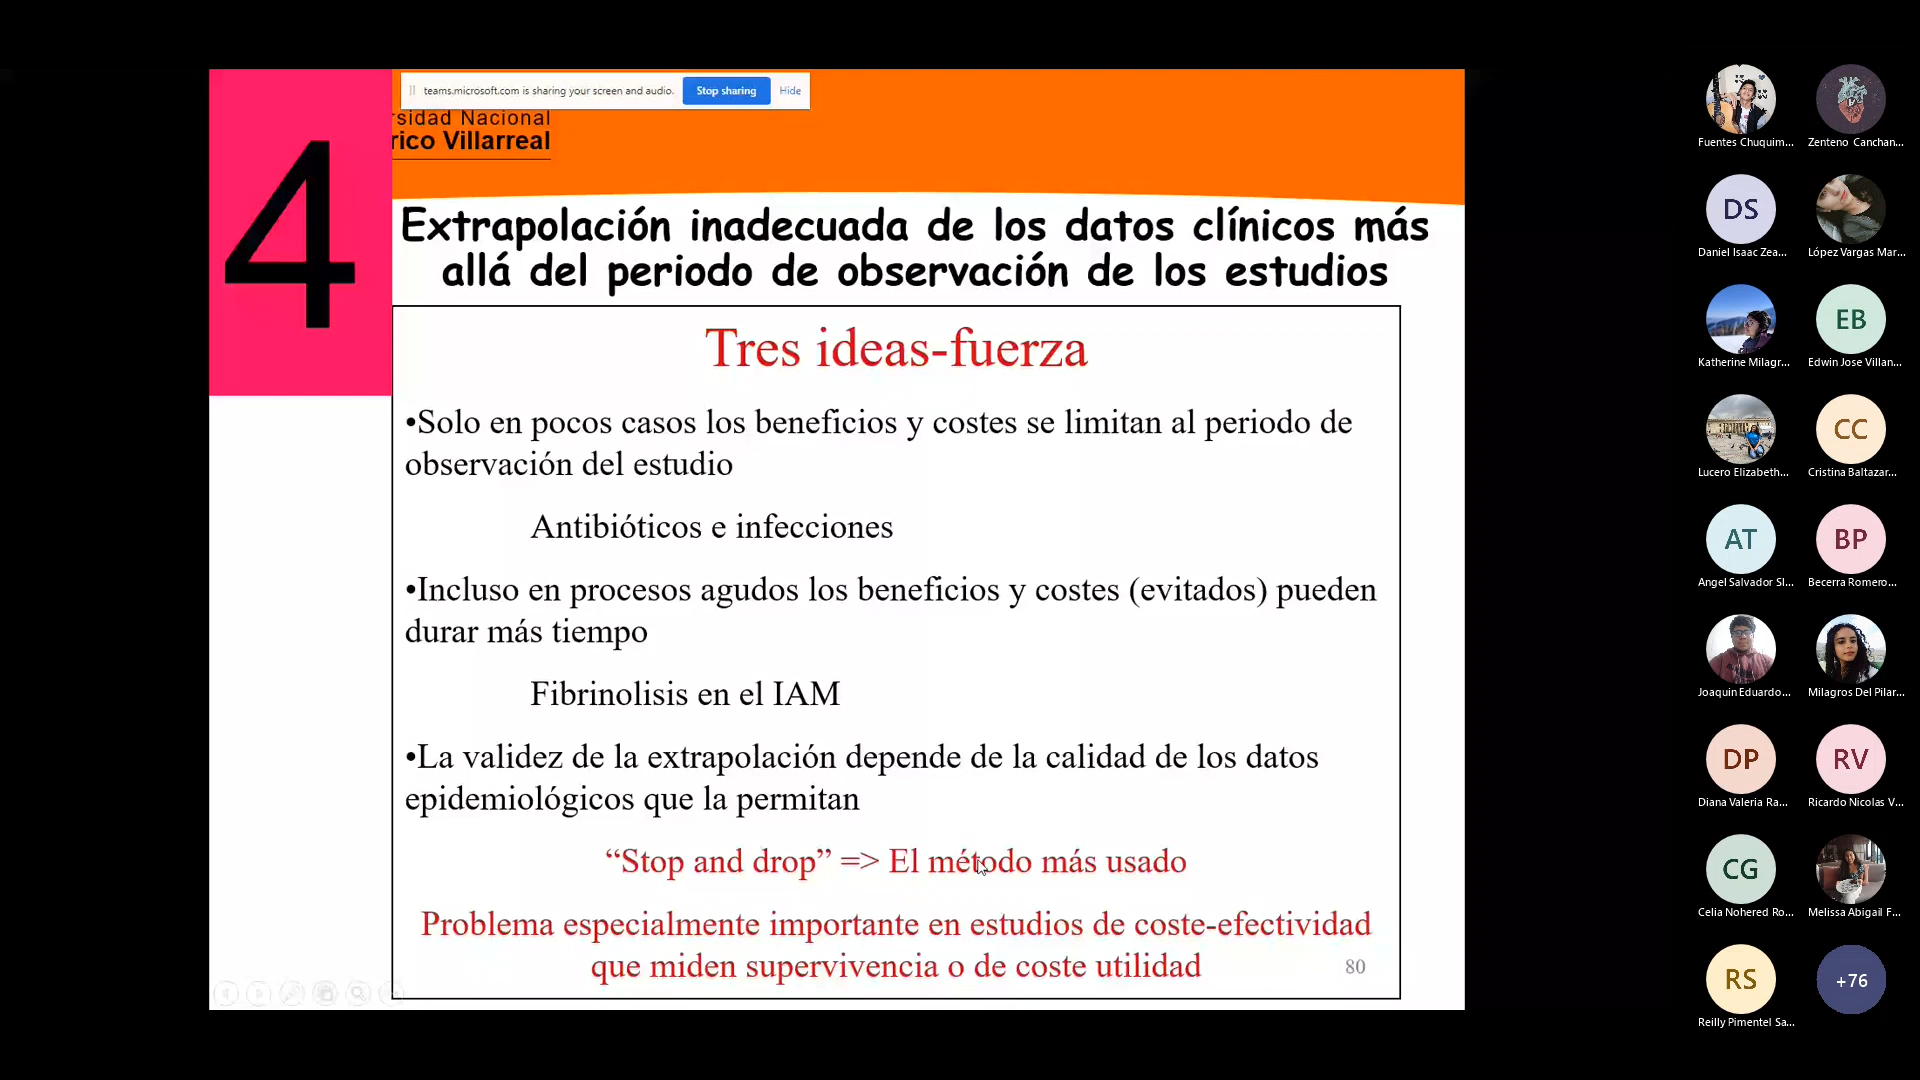 teams.microsoft.com is sharing your screen and audio.
Stop sharing
Hide
sidad Nacional
rico Villarreal
4
Extrapolación inadecuada de los datos clínicos más
allá del periodo de observación de los estudios
Tres ideas-fuerza
•Solo en pocos casos los beneficios y costes se limitan al periodo de
observación del estudio
Antibióticos e infecciones
•Incluso en procesos agudos los beneficios y costes (evitados) pueden
durar más tiempo
Fibrinolisis en el IAM
•La validez de la extrapolación depende de la calidad de los datos
epidemiológicos que la permitan
“Stop and drop” => El método más usado
Problema especialmente importante en estudios de coste-efectividad
que miden supervivencia o de coste utilidad
80
Fuentes Chuquim...
Zenteno Canchan...
DS
Daniel Isaac Zea...
López Vargas Mar...
Katherine Milagr...
EB
Edwin Jose Villan...
Lucero Elizabeth...
CC
Cristina Baltazar...
AT
Angel Salvador Sl...
BP
Becerra Romero...
Joaquin Eduardo...
Milagros Del Pilar...
DP
Diana Valeria Ra...
RV
Ricardo Nicolas V...
CG
Celia Nohered Ro...
Melissa Abigail F...
RS
Reilly Pimentel Sa...
+76